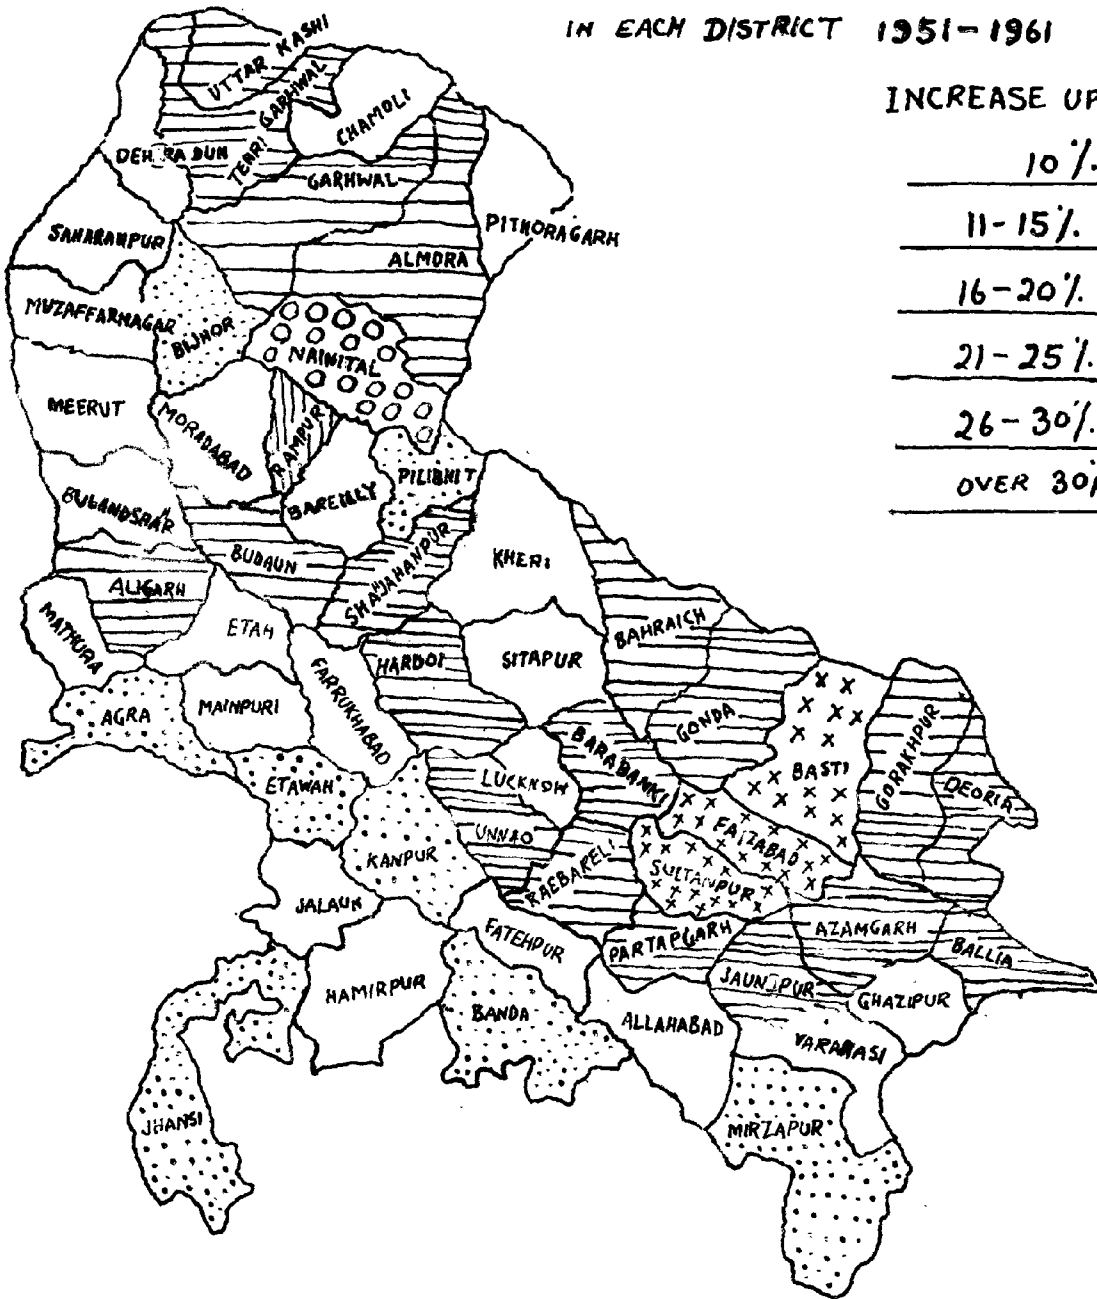 IN EACH DISTRICT 1951-1961
INCREASE UP
10%
11-15%
16-20%
21-25%
26-30%
OVER 30%
UTTAR KASHI
TEHRI GARHWAL
CHAMOLI
DEHRADUN
GARHWAL
PITHORAGARH
SAHARANPUR
ALMORA
MUZAFFARNAGAR
BIJNOR
NAINITAL
MEERUT
MORADABAD
RAMPUR
BAREILLY
PILIBHIT
BULANDSHAR
BUDAUN
SHAHJAHANPUR
KHERI
ALIGARH
MATHURA
ETAH
BAHRAICH
FARRUKHABAD
HARDOI
SITAPUR
AGRA
MAINPURI
GONDA
BARABANKI
BASTI
GORAKHPUR
DEORIA
ETAWAH
LUCKNOW
UNNAO
FAIZABAD
KANPUR
RAEBARELI
SULTANPUR
JALAUN
FATEHPUR
PARTAPGARH
AZAMGARH
BALLIA
HAMIRPUR
BANDA
ALLAHABAD
JAUNPUR
GHAZIPUR
VARANASI
JHANSI
MIRZAPUR